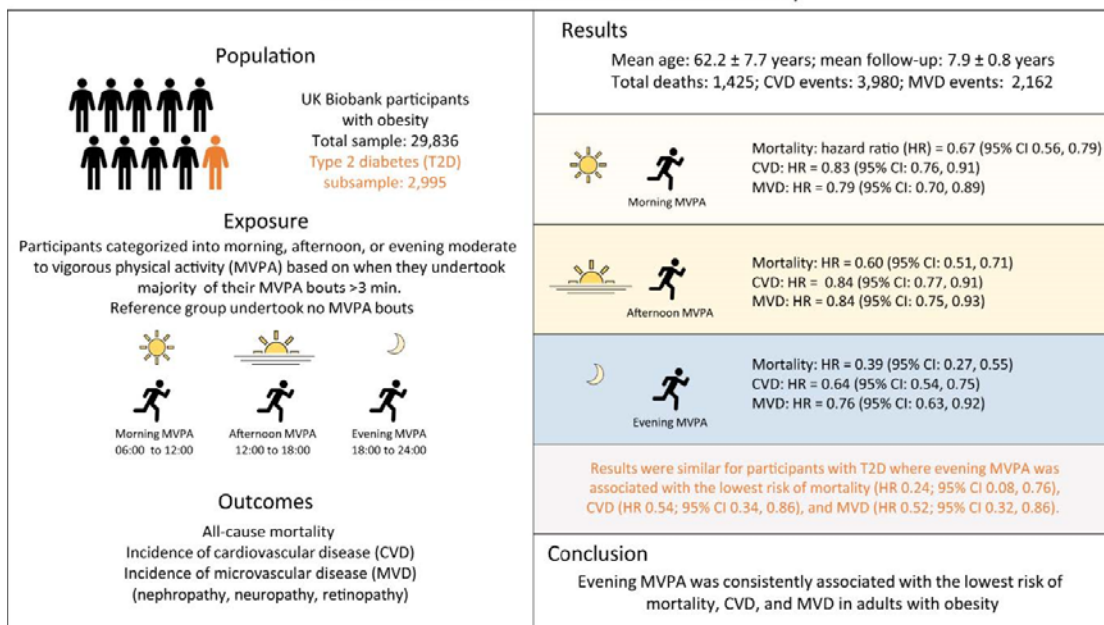 Population
UK Biobank participants
with obesity
Total sample: 29,836
Type 2 diabetes (T2D)
subsample: 2,995
Exposure
Participants categorized into morning, afternoon, or evening moderate
to vigorous physical activity (MVPA) based on when they undertook
majority of their MVPA bouts >3 min.
Reference group undertook no MVPA bouts
Morning MVPA
06:00 to 12:00
Afternoon MVPA
12:00 to 18:00
Evening MVPA
18:00 to 24:00
Outcomes
All-cause mortality
Incidence of cardiovascular disease (CVD)
Incidence of microvascular disease (MVD)
(nephropathy, neuropathy, retinopathy)
Results
Mean age: 62.2 ± 7.7 years; mean follow-up: 7.9 ± 0.8 years
Total deaths: 1,425; CVD events: 3,980; MVD events: 2,162
Morning MVPA
Mortality: hazard ratio (HR) = 0.67 (95% CI 0.56, 0.79)
CVD: HR = 0.83 (95% CI: 0.76, 0.91)
MVD: HR = 0.79 (95% CI: 0.70, 0.89)
Afternoon MVPA
Mortality: HR = 0.60 (95% CI: 0.51, 0.71)
CVD: HR = 0.84 (95% CI: 0.77, 0.91)
MVD: HR = 0.84 (95% CI: 0.75, 0.93)
Evening MVPA
Mortality: HR = 0.39 (95% CI: 0.27, 0.55)
CVD: HR = 0.64 (95% CI: 0.54, 0.75)
MVD: HR = 0.76 (95% CI: 0.63, 0.92)
Results were similar for participants with T2D where evening MVPA was
associated with the lowest risk of mortality (HR 0.24; 95% CI 0.08, 0.76),
CVD (HR 0.54; 95% CI 0.34, 0.86), and MVD (HR 0.52; 95% CI 0.32, 0.86).
Conclusion
Evening MVPA was consistently associated with the lowest risk of
mortality, CVD, and MVD in adults with obesity